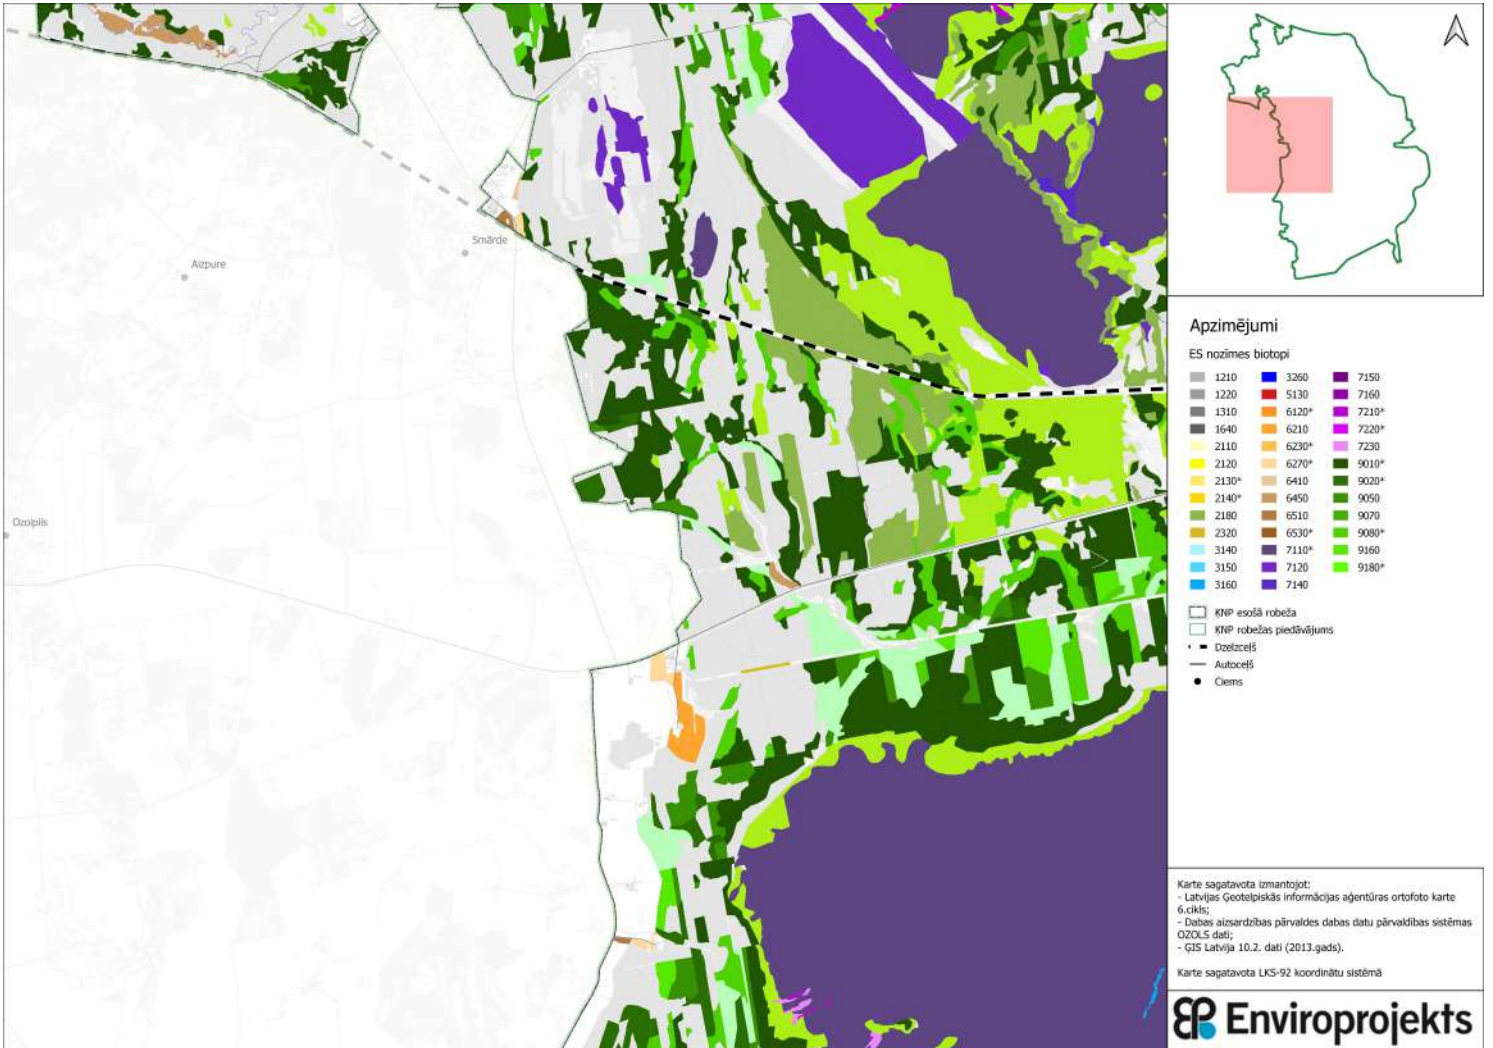 Smārde
Aizpure
Ozolpils
Apzīmējumi
ES nozīmes biotopi
1210 3260 7150
1220 5130 7160
1310 6120* 7210*
1640 6210 7220*
2110 6230* 7230
2120 6270* 9010*
2130* 6410 9020*
2140* 6450 9050
2180 6510 9070
2320 6530* 9080*
3140 7110* 9160
3150 7120 9180*
3160 7140
ĶNP esošā robeža
ĶNP robežas piedāvājums
Dzelzceļš
Autoceļš
Ciems
Karte sagatavota izmantojot:
- Latvijas Ģeotelpiskās informācijas aģentūras ortofoto karte
6.cikls;
- Dabas aizsardzības pārvaldes dabas datu pārvaldības sistēmas
OZOLS dati;
- ĢIS Latvija 10.2. dati (2013.gads).
Karte sagatavota LKS-92 koordinātu sistēmā
Enviroprojekts